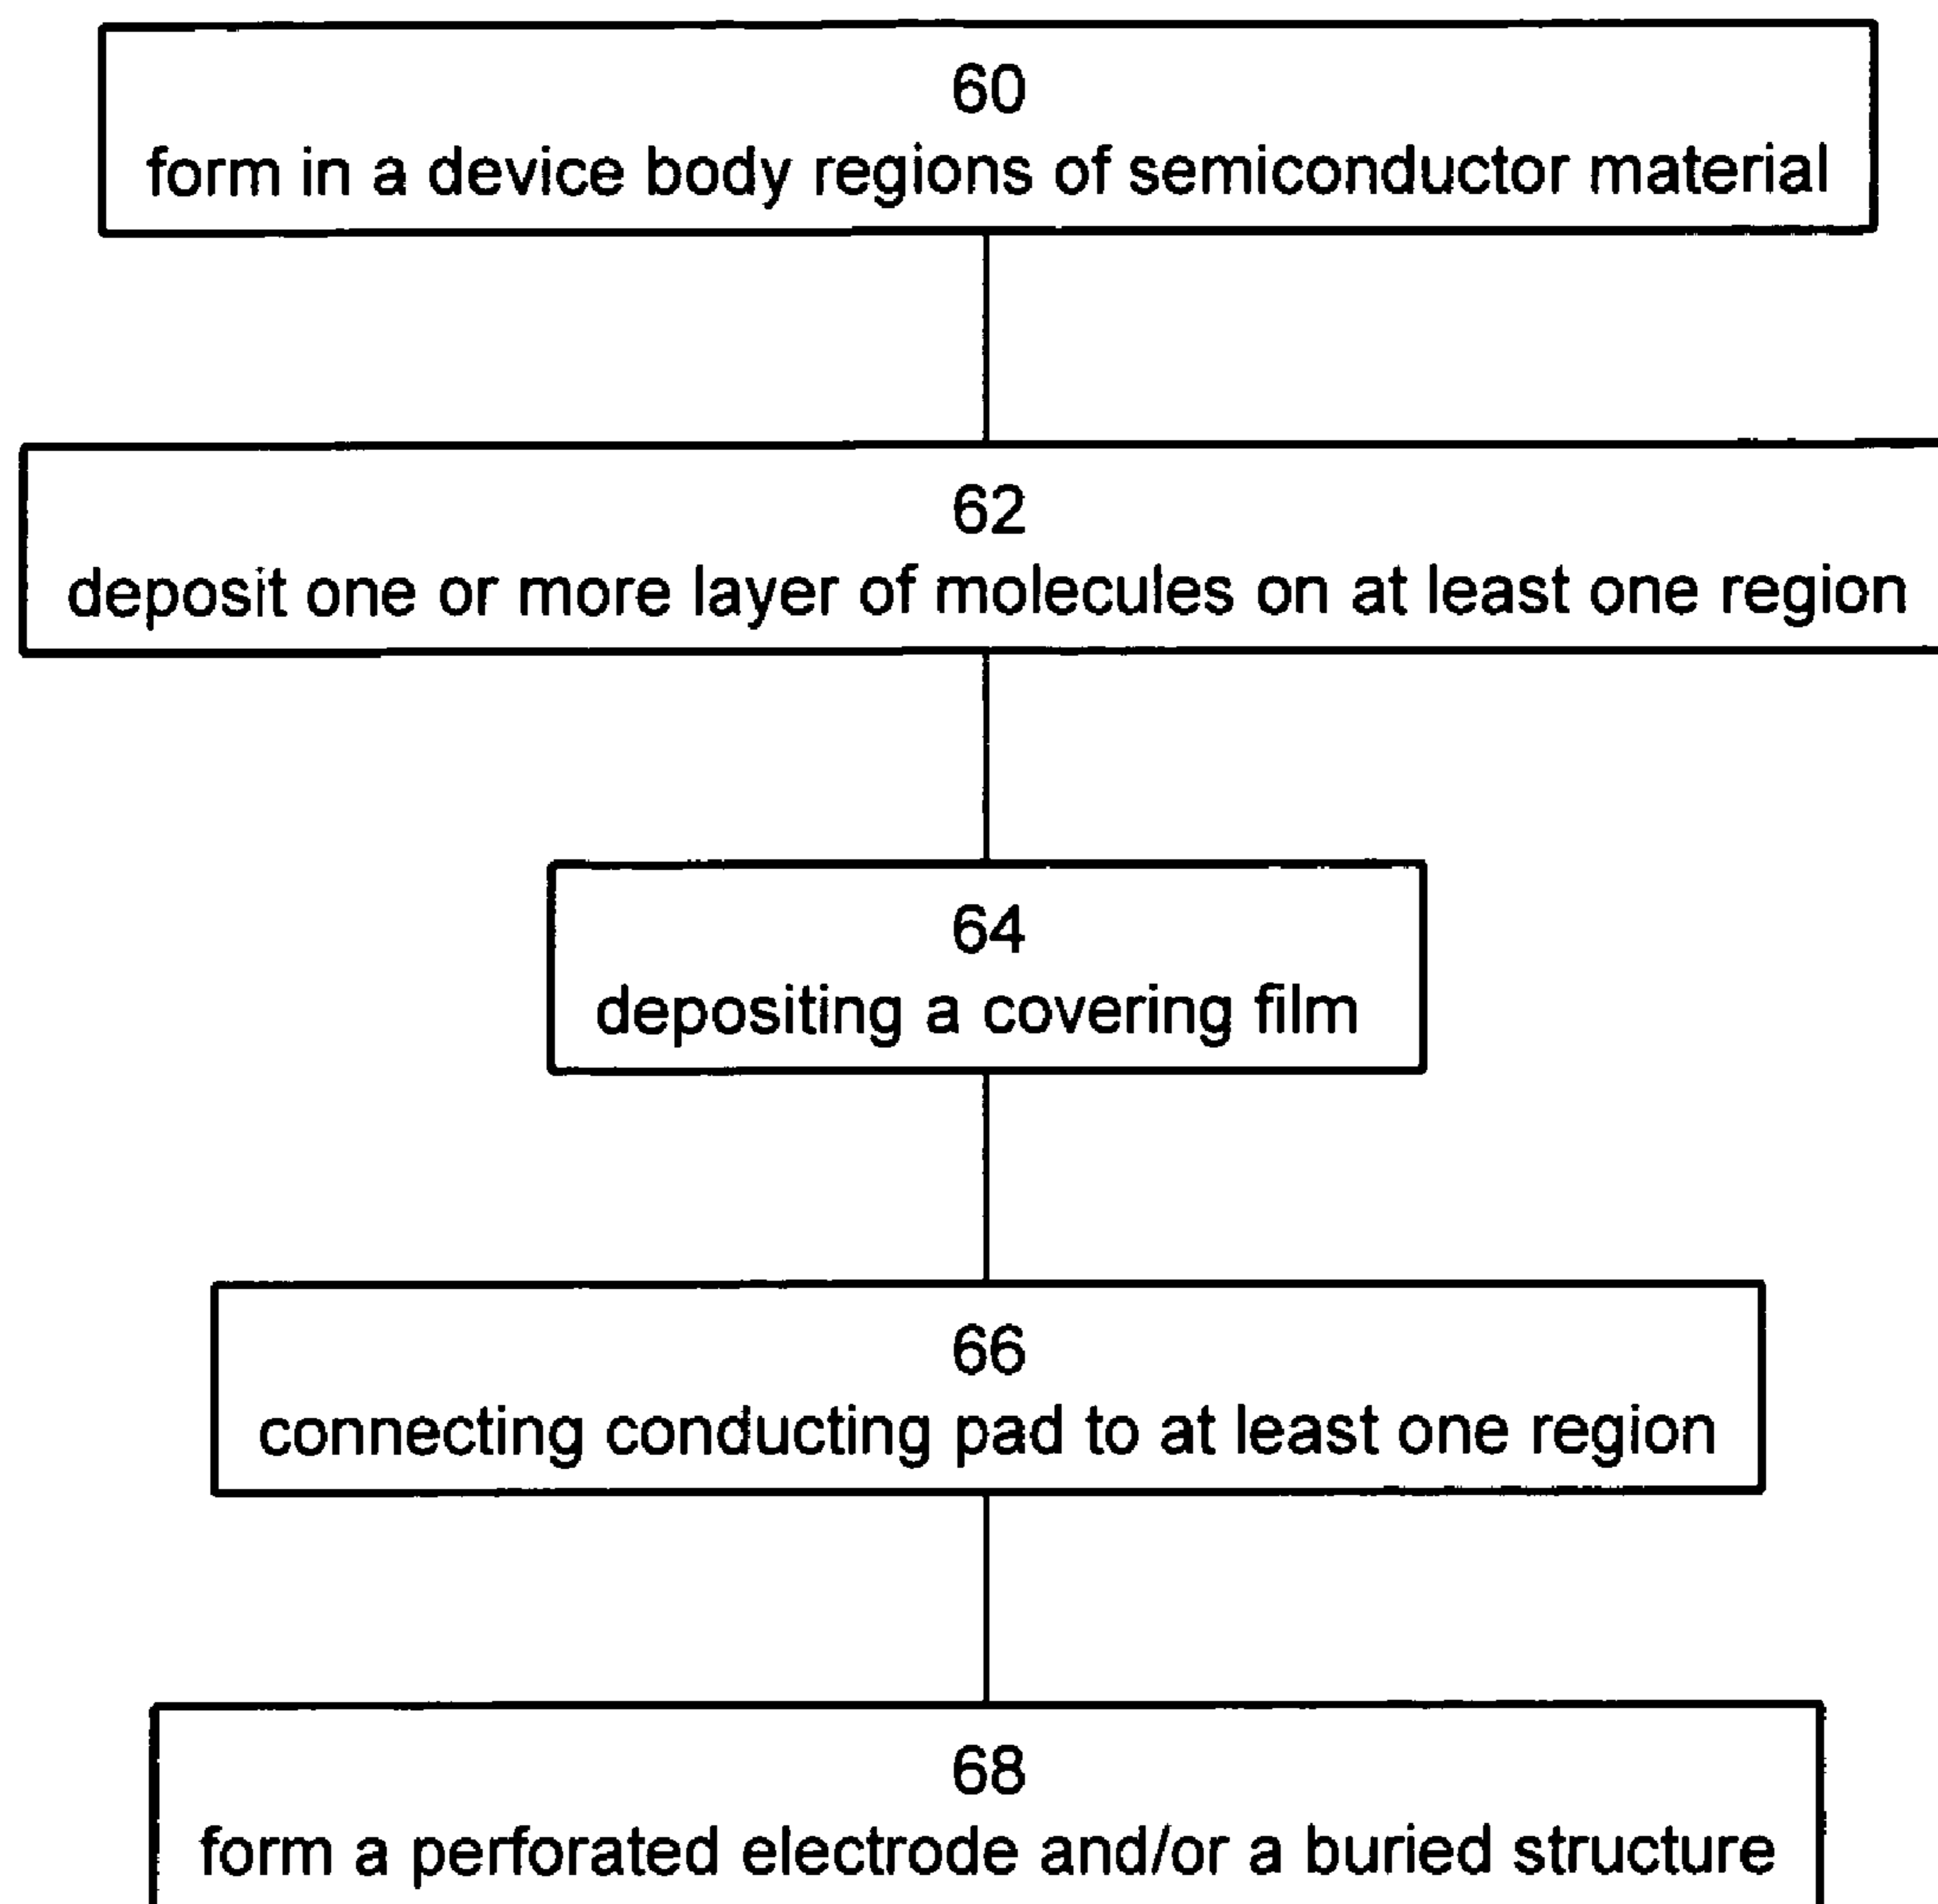 60
form in a device body regions of semiconductor material
62
deposit one or more layer of molecules on at least one region
64
depositing a covering film
66
connecting conducting pad to at least one region
68
form a perforated electrode and/or a buried structure